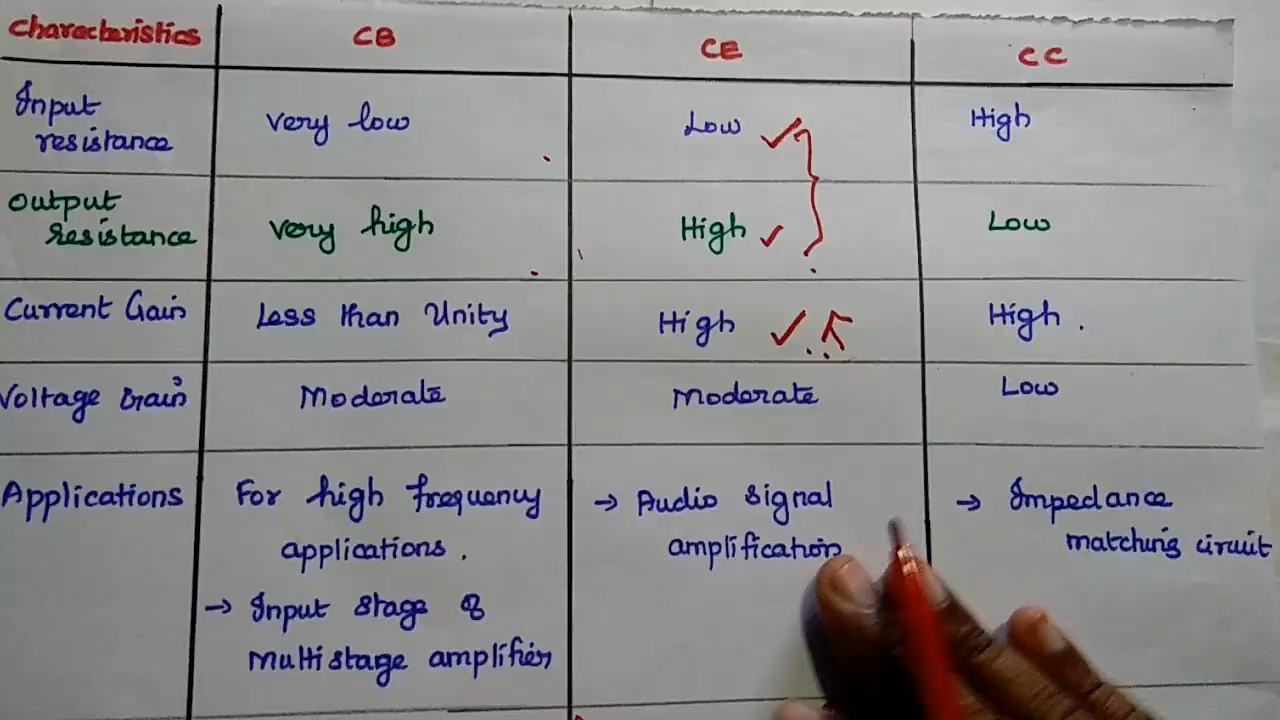 Characteristics CB CE CC
Input resistance very low Low High
Output resistance very high High Low
Current Gain Less than Unity High High .
Voltage Gain Moderate Moderate Low
Applications For high frequency applications . → Audio signal amplification → Impedance matching circuit
→ Input stage of Multistage amplifier